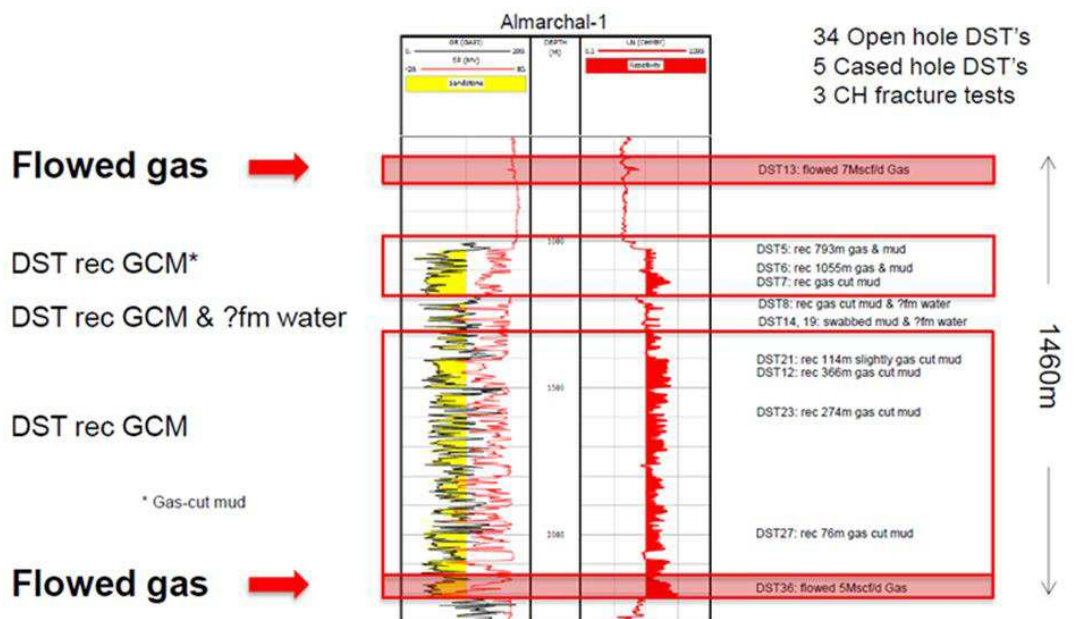 Almarchal-1
34 Open hole DST's
5 Cased hole DST's
3 CH fracture tests
DEPTH
(M)
Sandstone
Resistivity
Flowed gas
DST13: flowed 7Mscf/d Gas
1000
DST rec GCM*
DST5: rec 793m gas & mud
DST6: rec 1055m gas & mud
DST7: rec gas cut mud
DST rec GCM & ?fm water
DST8: rec gas cut mud & ?fm water
DST14, 19: swabbed mud & ?fm water
1460m
DST21: rec 114m slightly gas cut mud
DST12: rec 366m gas cut mud
1500
DST23: rec 274m gas cut mud
DST rec GCM
* Gas-cut mud
2000
DST27: rec 76m gas cut mud
Flowed gas
DST36: flowed 5Mscf/d Gas